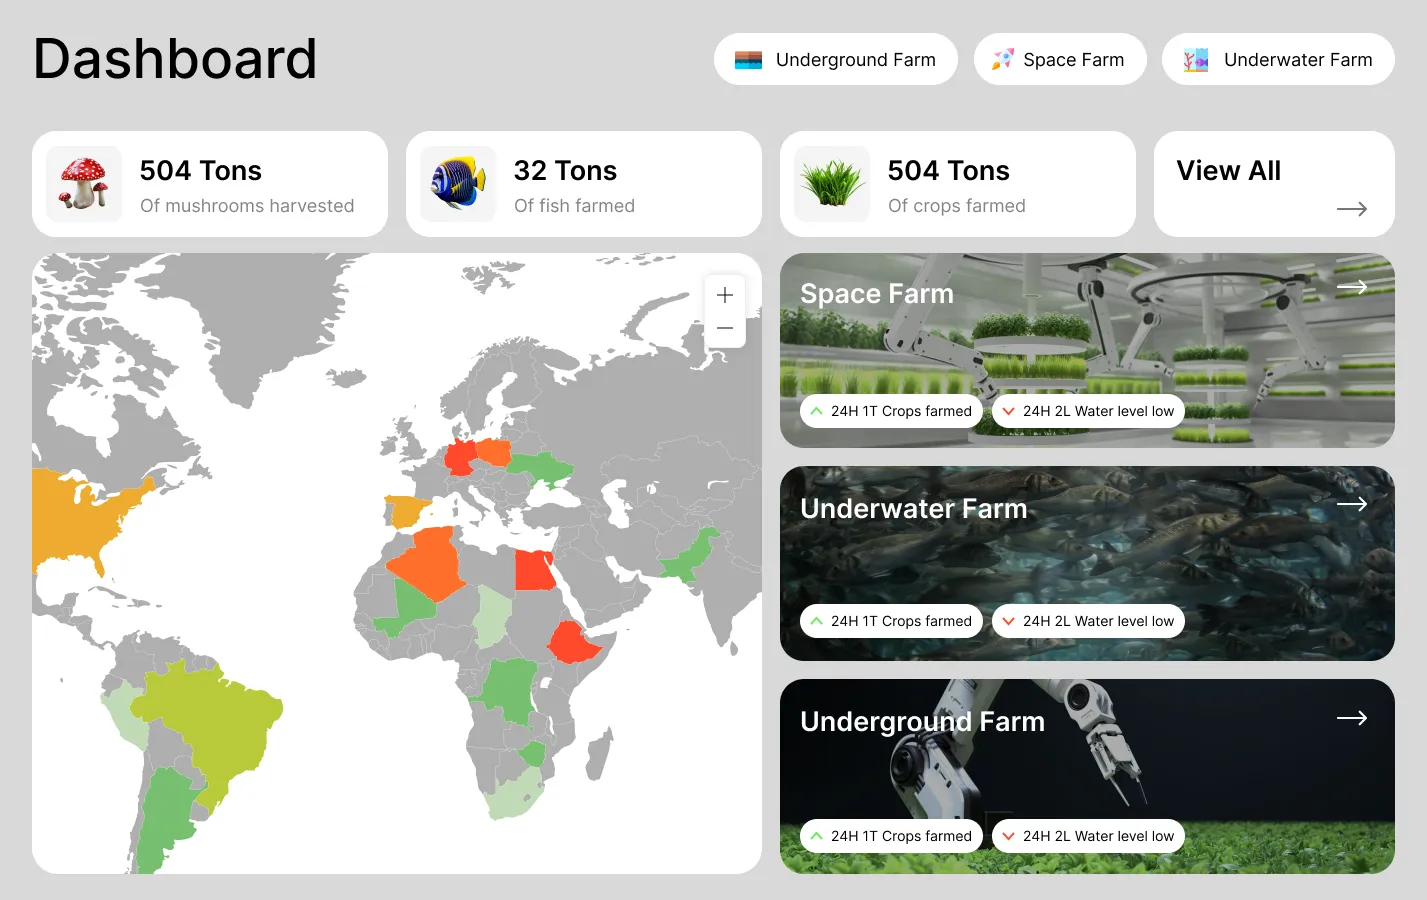 Dashboard
Underground Farm
Space Farm
Underwater Farm
504 Tons
Of mushrooms harvested
32 Tons
Of fish farmed
504 Tons
Of crops farmed
View All
Space Farm
24H 1T Crops farmed
24H 2L Water level low
Underwater Farm
24H 1T Crops farmed
24H 2L Water level low
Underground Farm
24H 1T Crops farmed
24H 2L Water level low